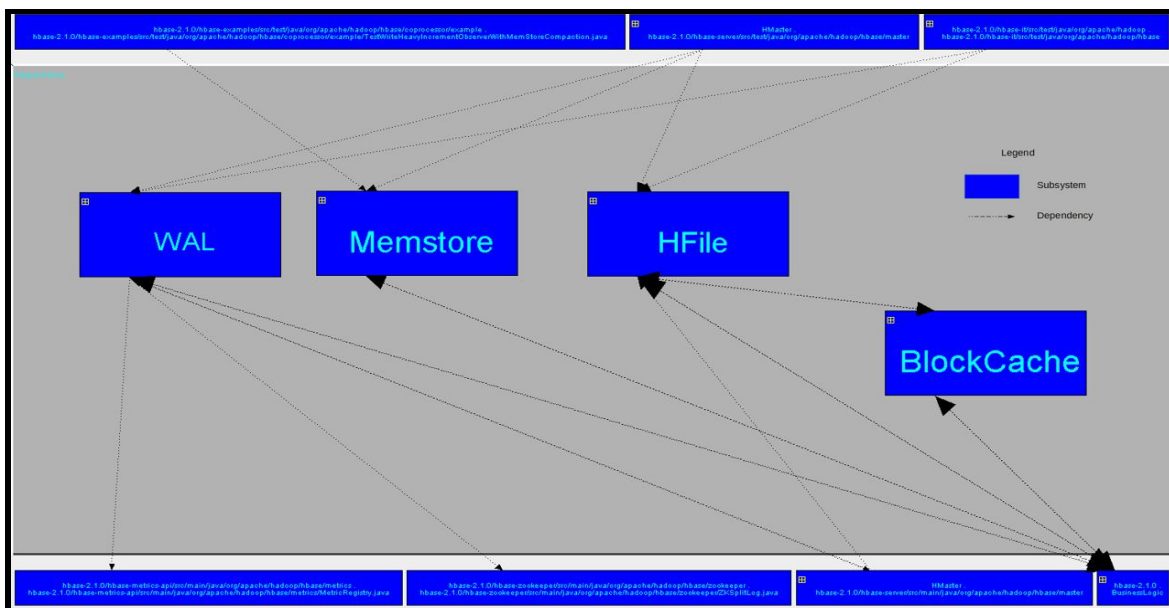 hbase-2.1.0/hbase-examples/src/test/java/org/apache/hadoop/hbase/coprocessor/example .
hbase-2.1.0/hbase-examples/src/test/java/org/apache/hadoop/hbase/coprocessor/example/TestWriteHeavyIncrementObserverWithMemStoreCompaction.java
HMaster .
hbase-2.1.0/hbase-server/src/test/java/org/apache/hadoop/hbase/master
hbase-2.1.0/hbase-it/src/test/java/org/apache/hadoop .
hbase-2.1.0/hbase-it/src/test/java/org/apache/hadoop/hbase
Legend
Subsystem
Dependency
WAL
Memstore
HFile
BlockCache
hbase-2.1.0/hbase-metrics-api/src/main/java/org/apache/hadoop/hbase/metrics .
hbase-2.1.0/hbase-metrics-api/src/main/java/org/apache/hadoop/hbase/metrics/MetricRegistry.java
hbase-2.1.0/hbase-zookeeper/src/main/java/org/apache/hadoop/hbase/zookeeper .
hbase-2.1.0/hbase-zookeeper/src/main/java/org/apache/hadoop/hbase/zookeeper/ZKSplitLog.java
HMaster .
hbase-2.1.0/hbase-server/src/main/java/org/apache/hadoop/hbase/master
hbase-2.1.0 .
BusinessLogic